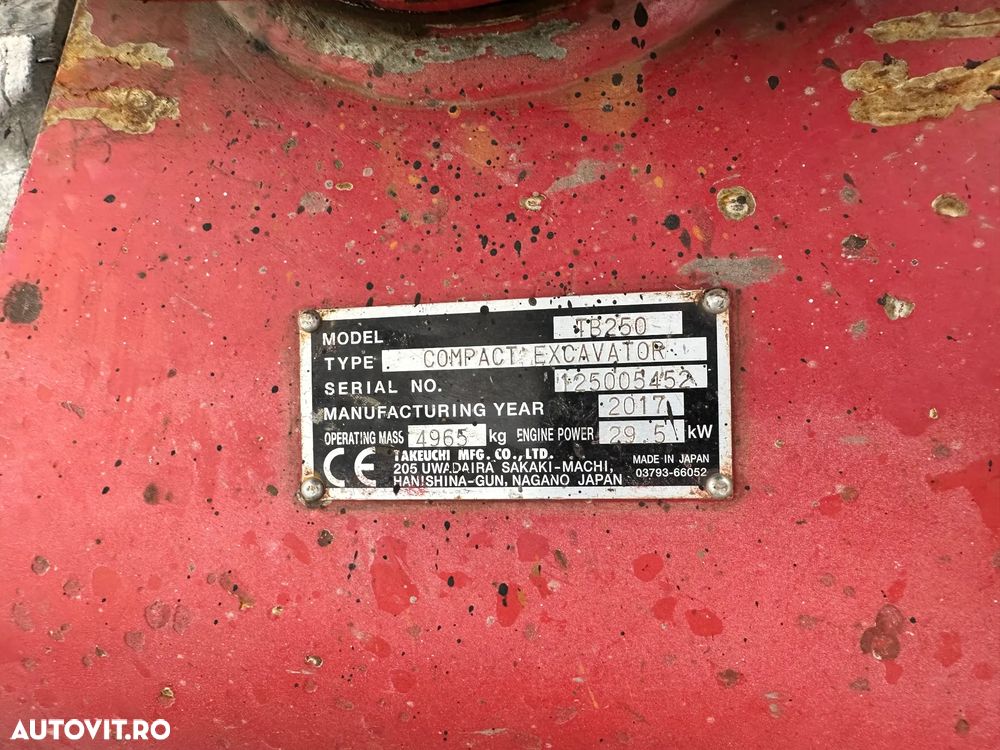 MODEL TB250
TYPE COMPACT EXCAVATOR
SERIAL NO. 125005452
MANUFACTURING YEAR 2017
OPERATING MASS 4965 kg ENGINE POWER 29.5 kW
CE TAKEUCHI MFG. CO., LTD.
205 UWADAIRA SAKAKI-MACHI,
HANISHINA-GUN, NAGANO JAPAN
MADE IN JAPAN
03793-66052
AUTOVIT.RO